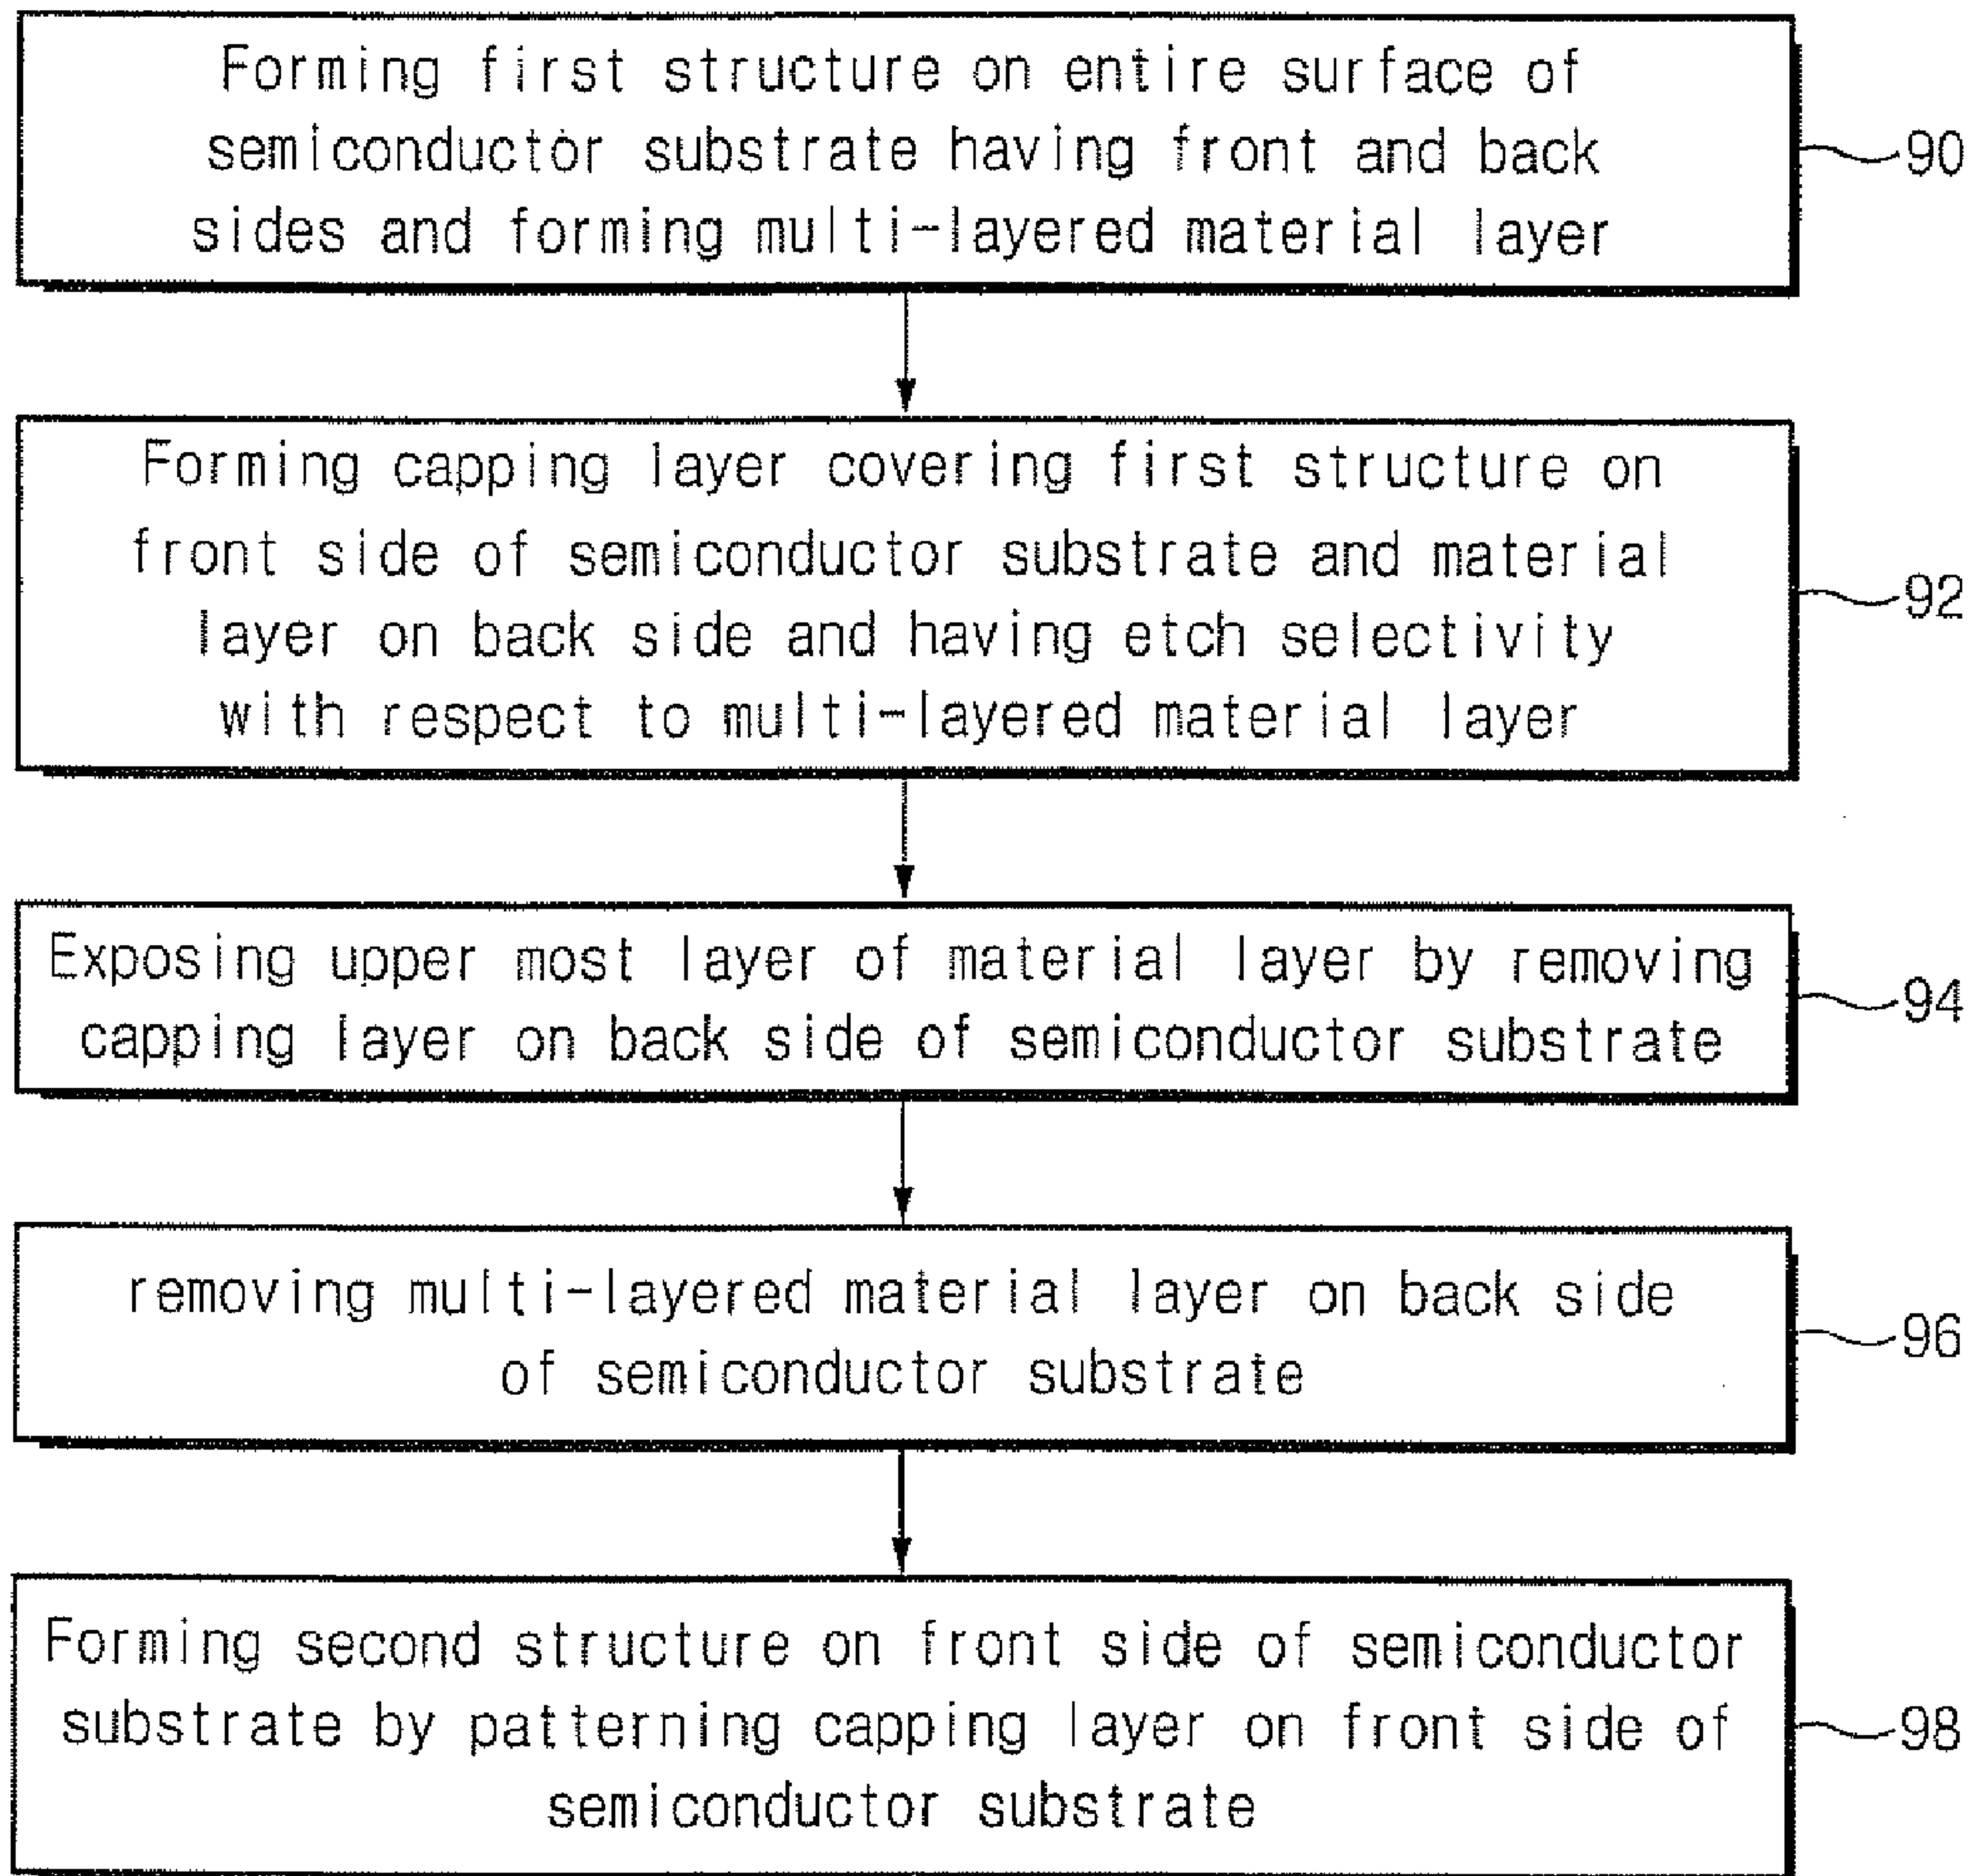 Forming first structure on entire surface of
semiconductor substrate having front and back
sides and forming multi-layered material layer
90
Forming capping layer covering first structure on
front side of semiconductor substrate and material
layer on back side and having etch selectivity
with respect to multi-layered material layer
92
Exposing upper most layer of material layer by removing
capping layer on back side of semiconductor substrate
94
removing multi-layered material layer on back side
of semiconductor substrate
96
Forming second structure on front side of semiconductor
substrate by patterning capping layer on front side of
semiconductor substrate
98